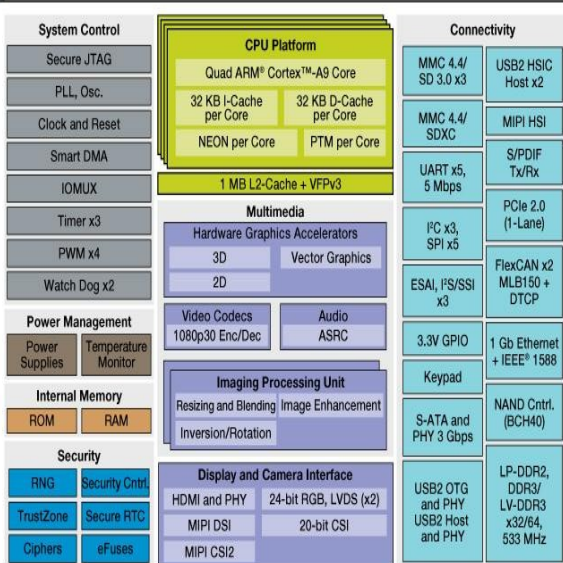 System Control
Secure JTAG
PLL, Osc.
Clock and Reset
Smart DMA
IOMUX
Timer x3
PWM x4
Watch Dog x2
Power Management
Power
Supplies
Temperature
Monitor
Internal Memory
ROM
RAM
Security
RNG
Security Cntrl.
TrustZone
Secure RTC
Ciphers
eFuses
CPU Platform
Quad ARM® Cortex™-A9 Core
32 KB I-Cache
per Core
32 KB D-Cache
per Core
NEON per Core
PTM per Core
1 MB L2-Cache + VFPv3
Multimedia
Hardware Graphics Accelerators
3D
Vector Graphics
2D
Video Codecs
1080p30 Enc/Dec
Audio
ASRC
Imaging Processing Unit
Resizing and Blending
Image Enhancement
Inversion/Rotation
Display and Camera Interface
HDMI and PHY
24-bit RGB, LVDS (x2)
MIPI DSI
20-bit CSI
MIPI CSI2
Connectivity
MMC 4.4/
SD 3.0 x3
MMC 4.4/
SDXC
UART x5,
5 Mbps
I²C x3,
SPI x5
ESAI, I²S/SSI
x3
3.3V GPIO
Keypad
S-ATA and
PHY 3 Gbps
USB2 OTG
and PHY
USB2 Host
and PHY
USB2 HSIC
Host x2
MIPI HSI
S/PDIF
Tx/Rx
PCIe 2.0
(1-Lane)
FlexCAN x2
MLB150 +
DTCP
1 Gb Ethernet
+ IEEE® 1588
NAND Cntrl.
(BCH40)
LP-DDR2,
DDR3/
LV-DDR3
x32/64,
533 MHz